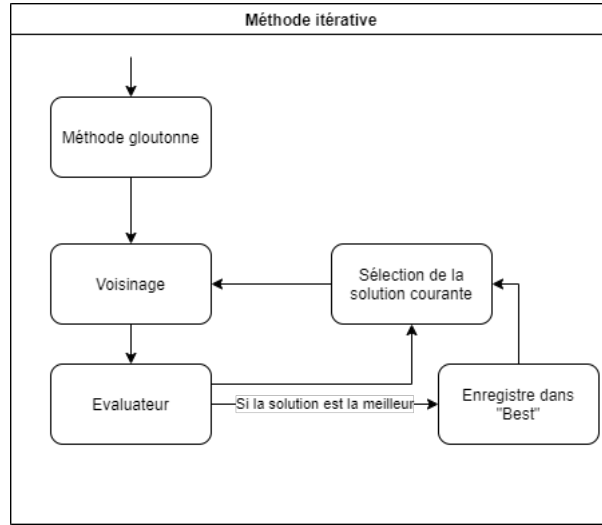 Méthode itérative
Méthode gloutonne
Voisinage
Sélection de la
solution courante
Evaluateur
Si la solution est la meilleur
Enregistre dans
"Best"